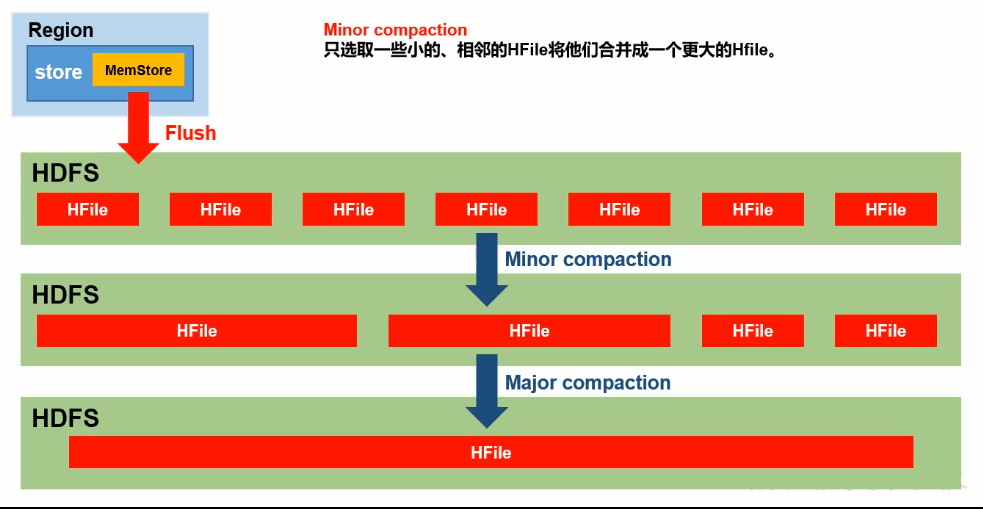 Region
store
MemStore
Minor compaction
只选取一些小的、相邻的HFile将他们合并成一个更大的Hfile。
Flush
HDFS
HFile HFile HFile HFile HFile HFile HFile
Minor compaction
HDFS
HFile HFile HFile HFile
Major compaction
HDFS
HFile